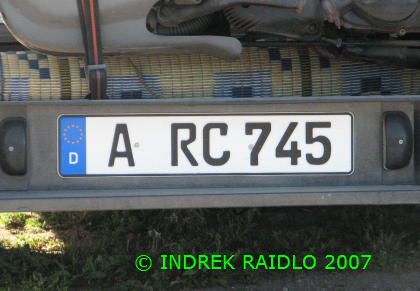 D A RC 745
© INDREK RAIDLO 2007